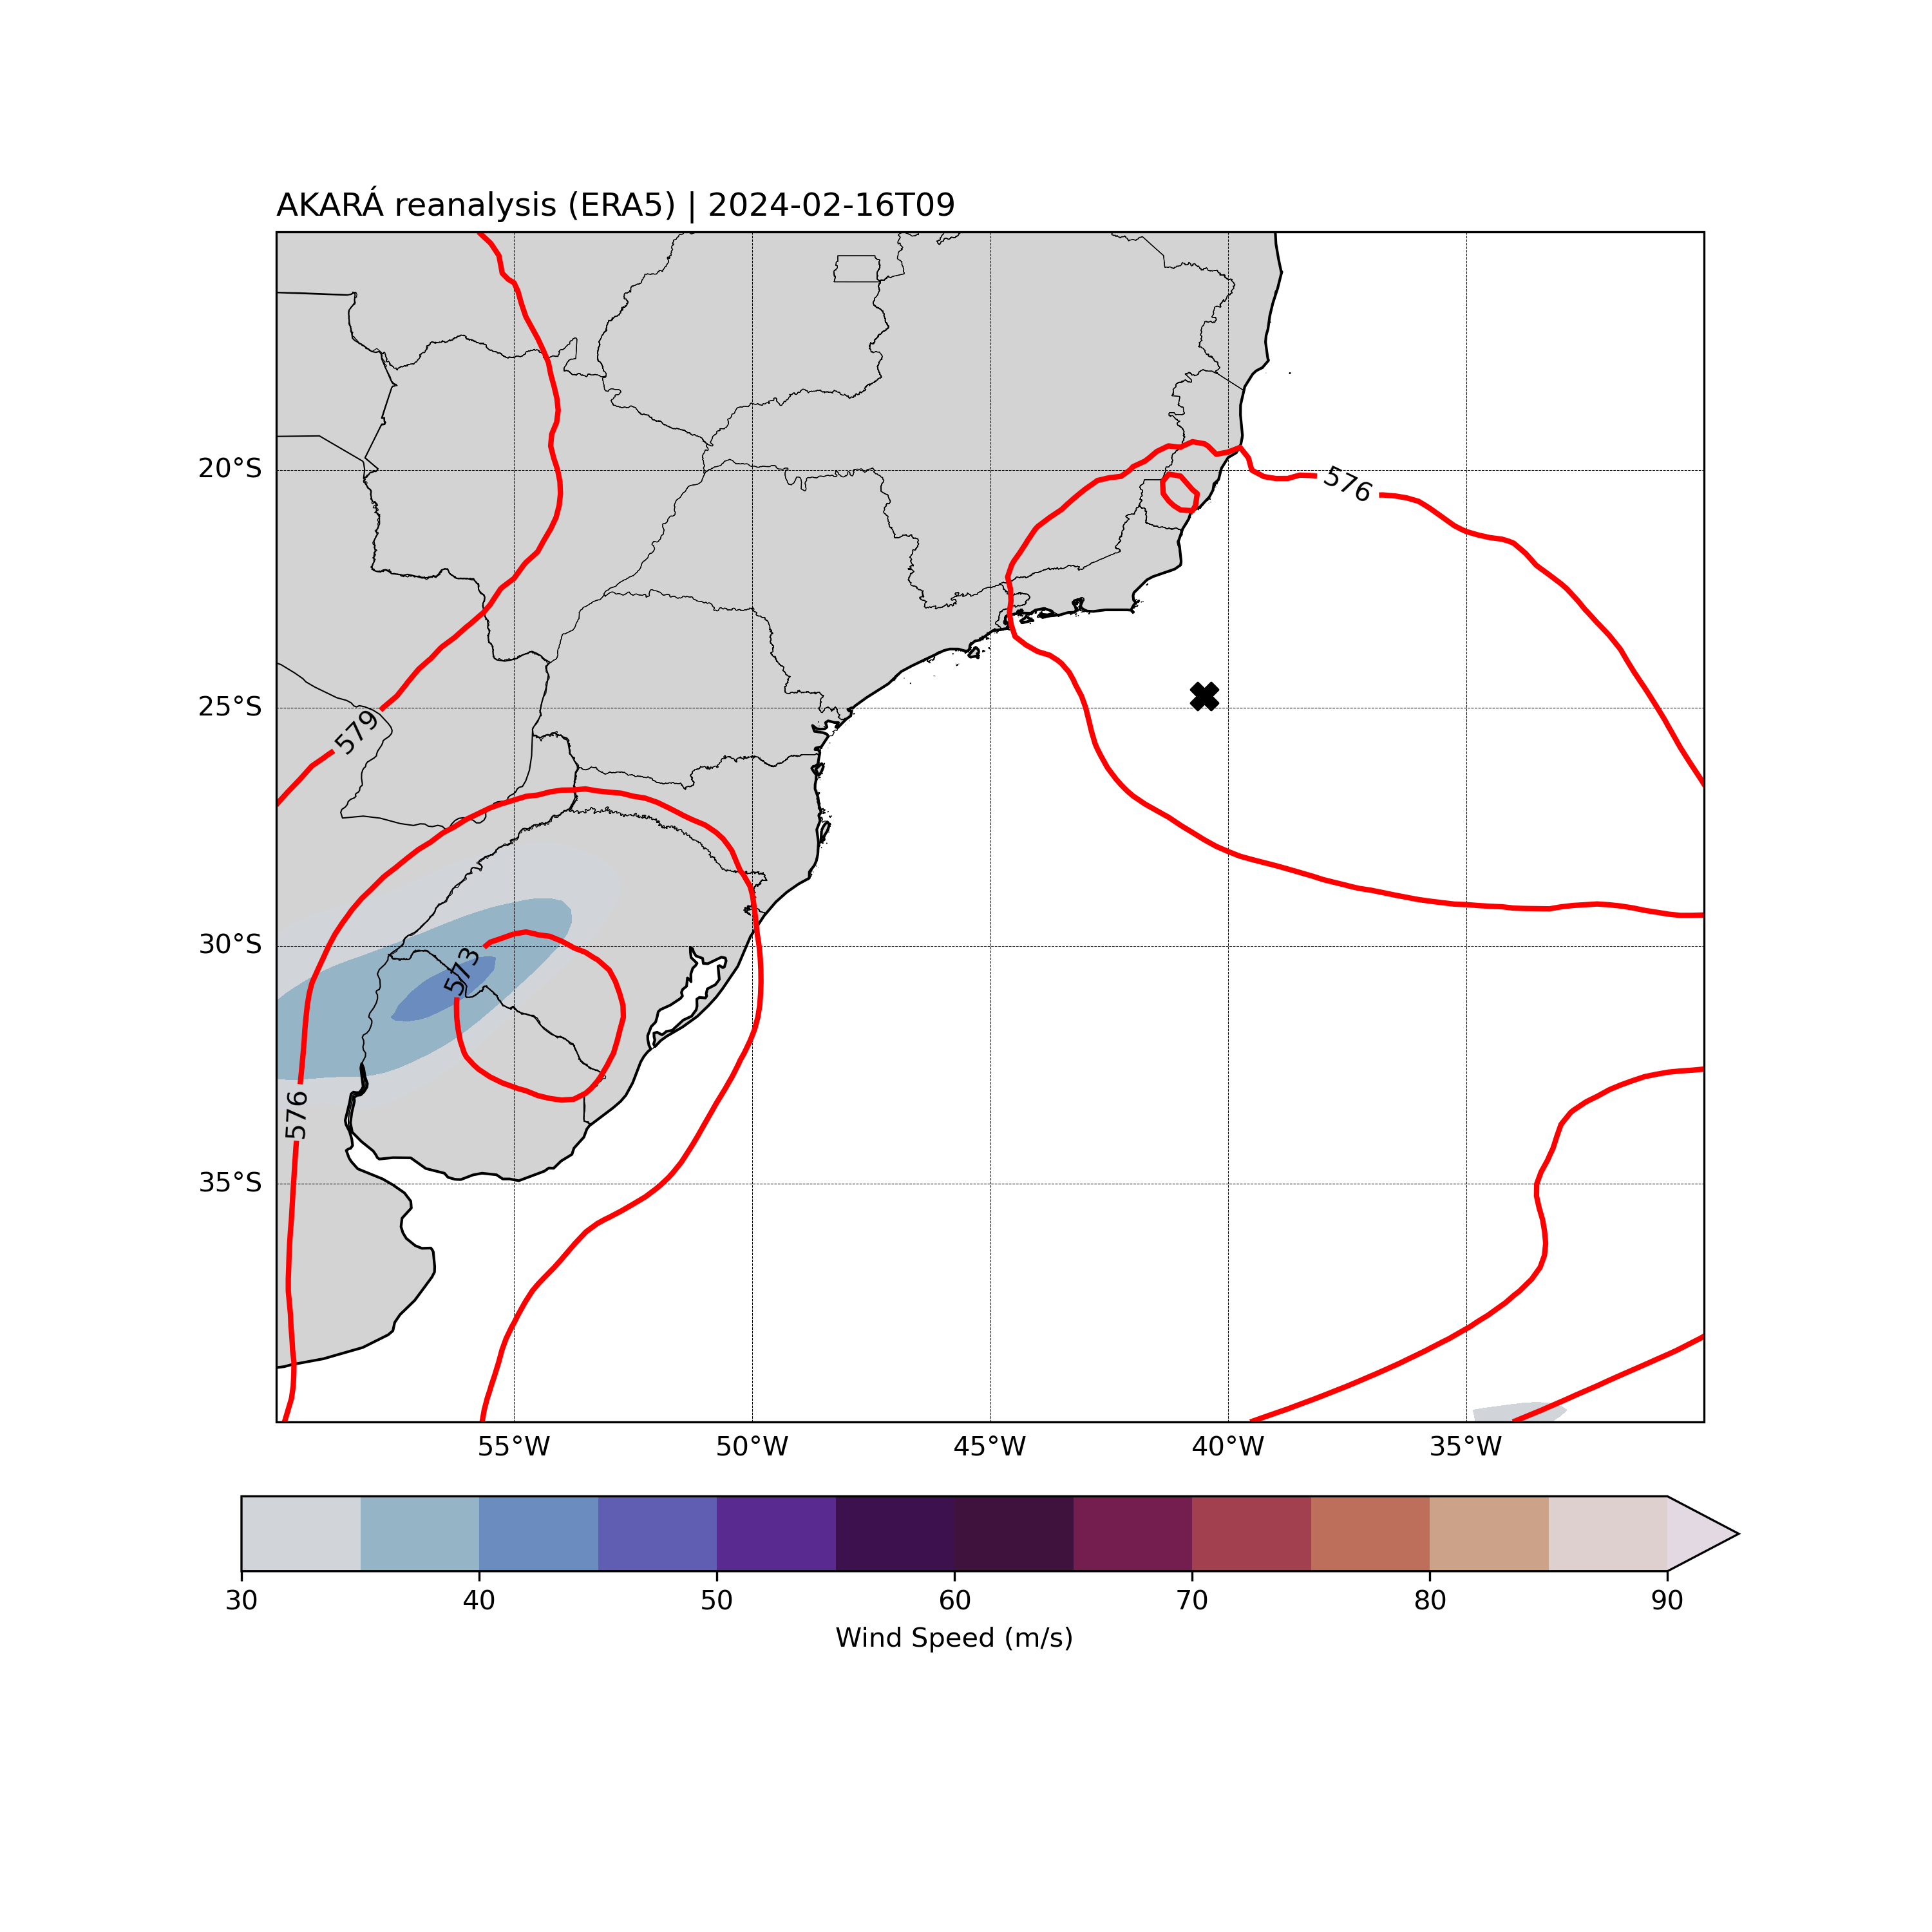 AKARÁ reanalysis (ERA5) | 2024-02-16T09
20°S
576
25°S
579
30°S
573
576
35°S
55°W 50°W 45°W 40°W 35°W
30 40 50 60 70 80 90
Wind Speed (m/s)